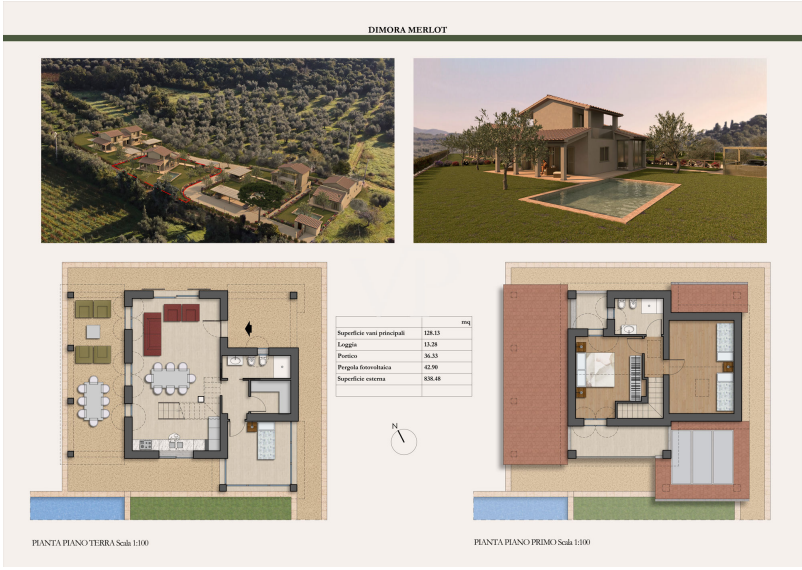 DIMORA MERLOT
mq
Superficie vani principali 128.13
Loggia 13.28
Portico 36.33
Pergola fotovoltaica 42.90
Superficie esterna 838.48
N
PIANTA PIANO TERRA Scala 1:100
PIANTA PIANO PRIMO Scala 1:100